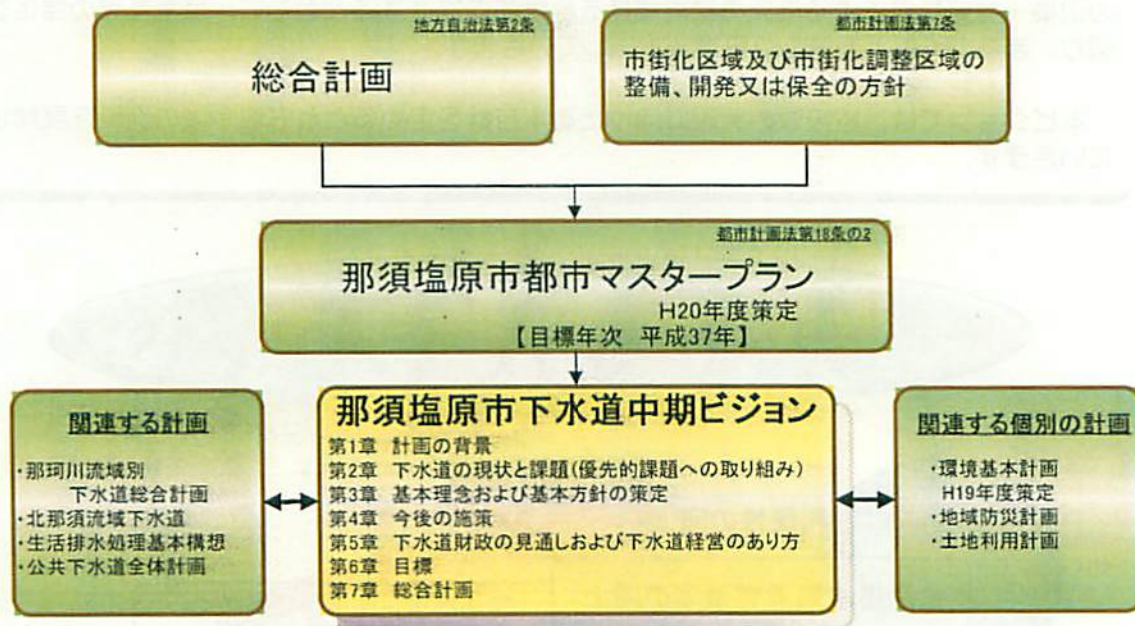 地方自治法第2条
総合計画
都市計画法第7条
市街化区域及び市街化調整区域の
整備、開発又は保全の方針
都市計画法第18条の2
那須塩原市都市マスタープラン
H20年度策定
【目標年次 平成37年】
関連する計画
・那珂川流域別
下水道総合計画
・北那須流域下水道
・生活排水処理基本構想
・公共下水道全体計画
那須塩原市下水道中期ビジョン
第1章 計画の背景
第2章 下水道の現状と課題(優先的課題への取り組み)
第3章 基本理念および基本方針の策定
第4章 今後の施策
第5章 下水道財政の見通しおよび下水道経営のあり方
第6章 目標
第7章 総合計画
関連する個別の計画
・環境基本計画
H19年度策定
・地域防災計画
・土地利用計画